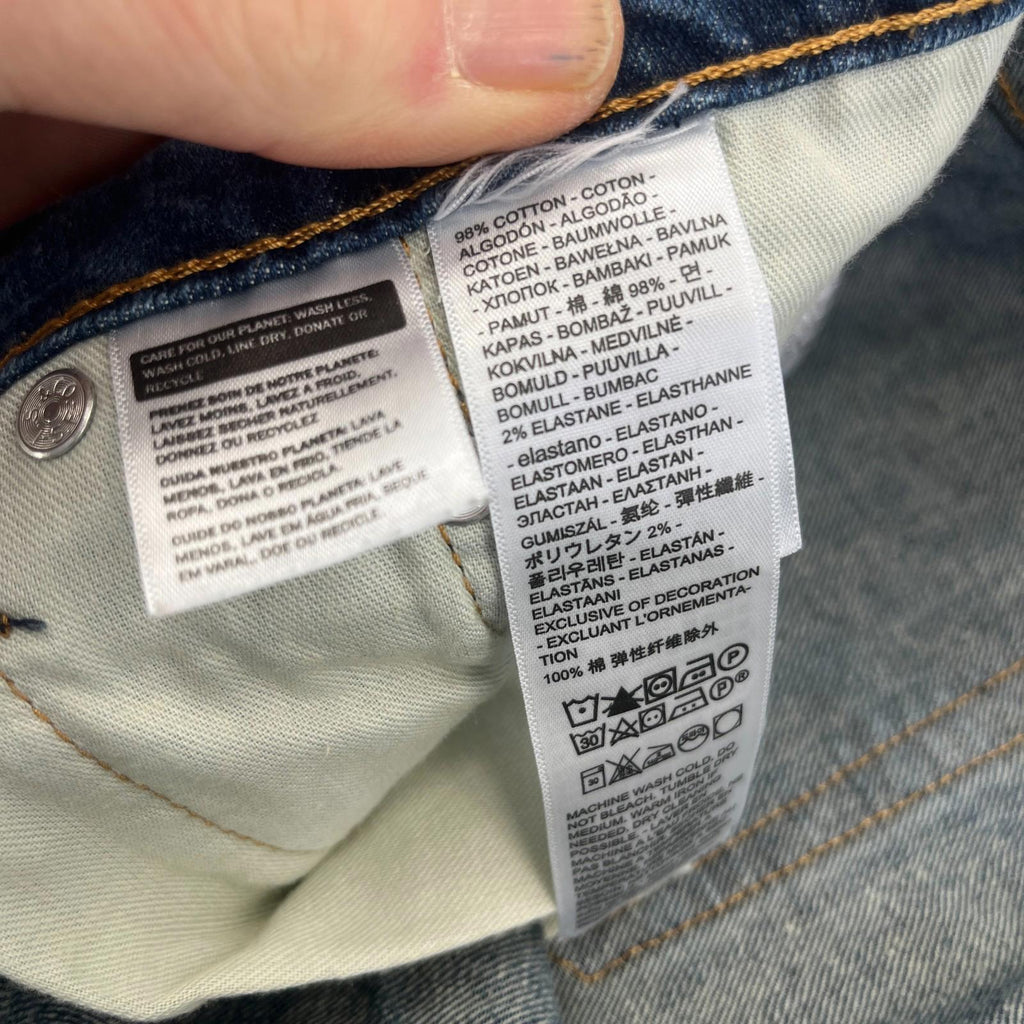 CARE FOR OUR PLANET: WASH LESS,
WASH COLD, LINE DRY, DONATE OR
RECYCLE
PRENEZ SOIN DE NOTRE PLANETE:
LAVEZ MOINS, LAVEZ A FROID,
LAISSEZ SECHER NATURELLEMENT,
DONNEZ OU RECYCLEZ
CUIDA NUESTRO PLANETA: LAVA
MENOS, LAVA EN FRIO, TIENDE LA
ROPA, DONA O RECICLA.
CUIDE DO NOSSO PLANETA: LAVE
MENOS, LAVE EM ÁGUA FRIA, SEQUE
EM VARAL, DOE OU RECICLE
98% COTTON - COTON -
ALGODÓN - ALGODÃO -
COTONE - BAUMWOLLE -
KATOEN - BAWEŁNA - BAVLNA
- ХЛОПОК - BAMBAKI - PAMUK
- PAMUT - 棉 - 綿 98% - 면 -
KAPAS - BOMBAŽ - PUUVILL -
KOKVILNA - MEDVILNĖ -
BOMULD - PUUVILLA -
BOMULL - BUMBAC
2% ELASTANE - ELASTHANNE
- elastano - ELASTANO -
ELASTOMERO - ELASTHAN -
ELASTAAN - ELASTAN -
ЭЛАСТАН - ΕΛΑΣΤΑΝΗ -
GUMISZÁL - 氨纶 - 彈性纖維 -
ポリウレタン 2% -
폴리우레탄 - ELASTÁN -
ELASTĀNS - ELASTANAS -
ELASTAANI
EXCLUSIVE OF DECORATION
- EXCLUANT L'ORNEMENTA-
TION
100% 棉 弹性纤维除外
P
30 P ®
30
MACHINE WASH COLD. DO
NOT BLEACH. TUMBLE DRY
MEDIUM. WARM IRON IF
NEEDED. DRY CLEANING
POSSIBLE.